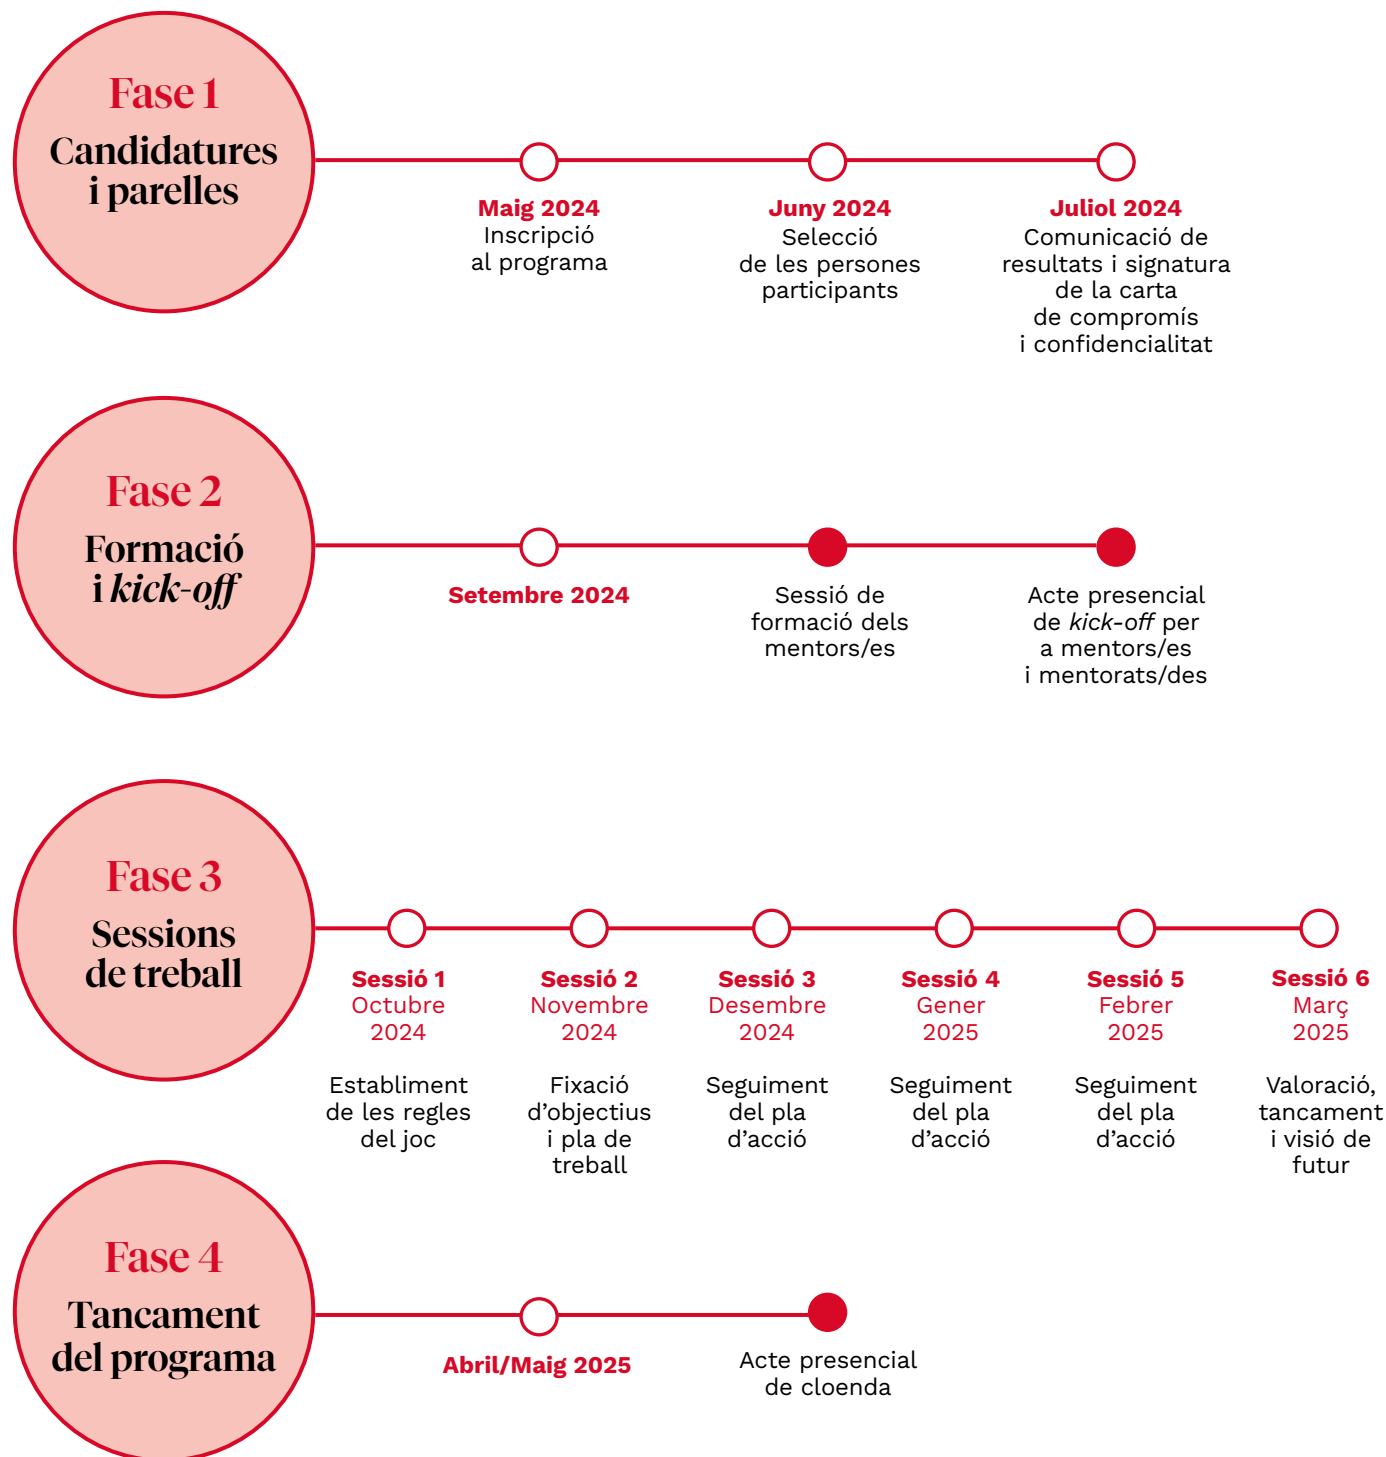 Fase 1
Candidatures
i parelles
Maig 2024
Inscripció
al programa
Juny 2024
Selecció
de les persones
participants
Juliol 2024
Comunicació de
resultats i signatura
de la carta
de compromís
i confidencialitat
Fase 2
Formació
i kick-off
Setembre 2024
Sessió de
formació dels
mentors/es
Acte presencial
de kick-off per
a mentors/es
i mentorats/des
Fase 3
Sessions
de treball
Sessió 1
Octubre
2024
Establiment
de les regles
del joc
Sessió 2
Novembre
2024
Fixació
d’objectius
i pla de
treball
Sessió 3
Desembre
2024
Seguiment
del pla
d’acció
Sessió 4
Gener
2025
Seguiment
del pla
d’acció
Sessió 5
Febrer
2025
Seguiment
del pla
d’acció
Sessió 6
Març
2025
Valoració,
tancament
i visió de
futur
Fase 4
Tancament
del programa
Abril/Maig 2025
Acte presencial
de cloenda